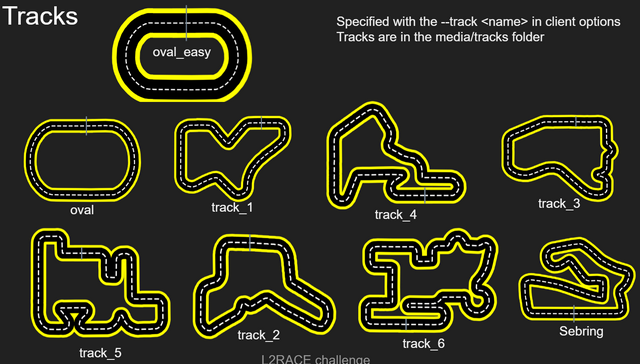 Tracks
Specified with the --track <name> in client options
Tracks are in the media/tracks folder
oval_easy
oval
track_1
track_4
track_3
track_5
track_2
track_6
Sebring
L2RACE challenge